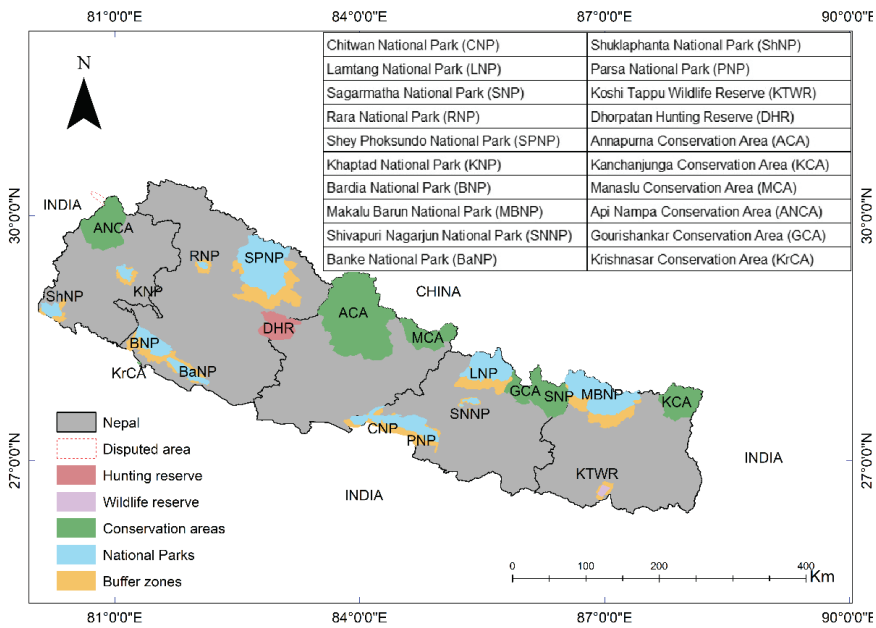 81°0'0"E 84°0'0"E 87°0'0"E 90°0'0"E
N
Chitwan National Park (CNP) Shuklaphanta National Park (ShNP)
Lamtang National Park (LNP) Parsa National Park (PNP)
Sagarmatha National Park (SNP) Koshi Tappu Wildlife Reserve (KTWR)
Rara National Park (RNP) Dhorpatan Hunting Reserve (DHR)
Shey Phoksundo National Park (SPNP) Annapurna Conservation Area (ACA)
Khaptad National Park (KNP) Kanchanjunga Conservation Area (KCA)
Bardia National Park (BNP) Manaslu Conservation Area (MCA)
Makalu Barun National Park (MBNP) Api Nampa Conservation Area (ANCA)
Shivapuri Nagarjun National Park (SNNP) Gourishankar Conservation Area (GCA)
Banke National Park (BaNP) Krishnasar Conservation Area (KrCA)
30°0'0"N
INDIA
ANCA
30°0'0"N
RNP
SPNP
KNP
ShNP
CHINA
ACA
DHR
MCA
BNP
BaNP
KrCA
LNP
GCA
SNP
MBNP
KCA
SNNP
CNP
PNP
27°0'0"N
INDIA
27°0'0"N
KTWR
INDIA
Nepal
Disputed area
Hunting reserve
Wildlife reserve
Conservation areas
National Parks
Buffer zones
0 100 200 400
Km
81°0'0"E 84°0'0"E 87°0'0"E 90°0'0"E